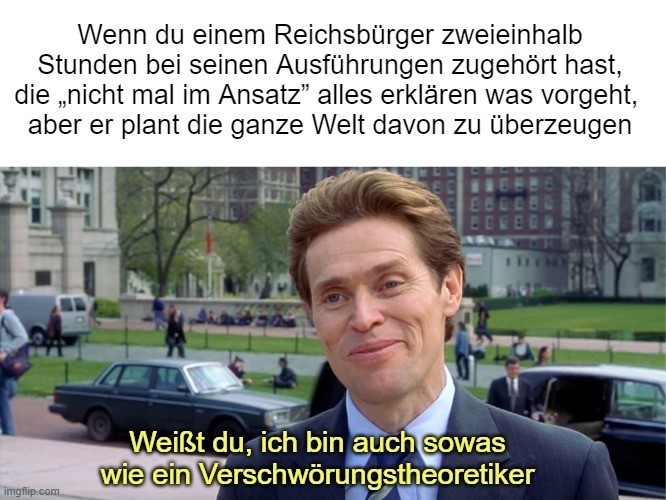 Wenn du einem Reichsbürger zweieinhalb
Stunden bei seinen Ausführungen zugehört hast,
die „nicht mal im Ansatz” alles erklären was vorgeht,
aber er plant die ganze Welt davon zu überzeugen
Weißt du, ich bin auch sowas
wie ein Verschwörungstheoretiker
imgflip.com